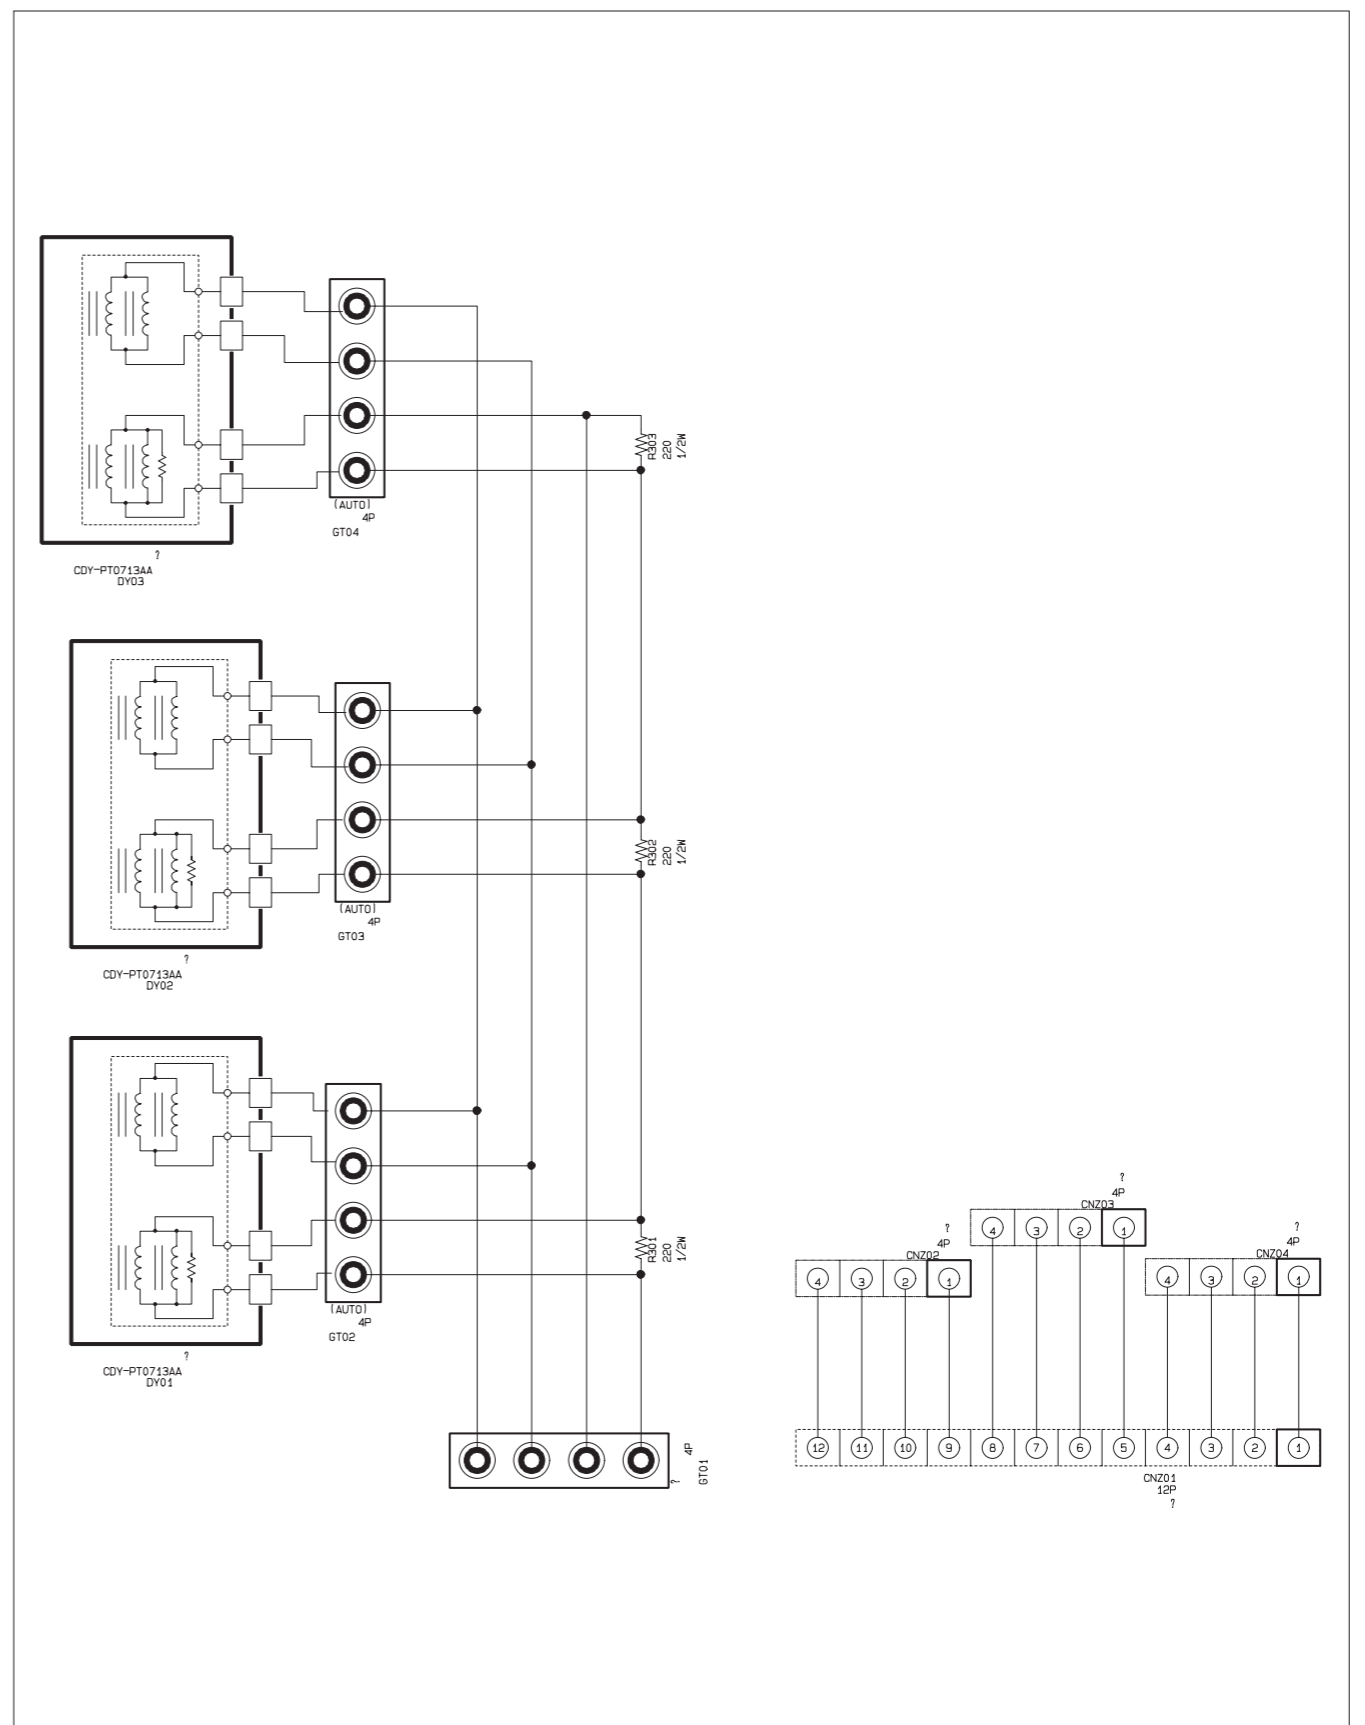 (AUTO)
4P
GT04
R303
220
1/2W
?
CDY-PT0713AA
DY03
(AUTO)
4P
GT03
R302
220
1/2W
?
CDY-PT0713AA
DY02
(AUTO)
4P
GT02
R301
220
1/2W
?
CDY-PT0713AA
DY01
4P
?
GT01
?
4P
CNZ03
4 3 2 1
?
4P
CNZ02
4 3 2 1
?
4P
CNZ04
4 3 2 1
12 11 10 9 8 7 6 5 4 3 2 1
CNZ01
12P
?